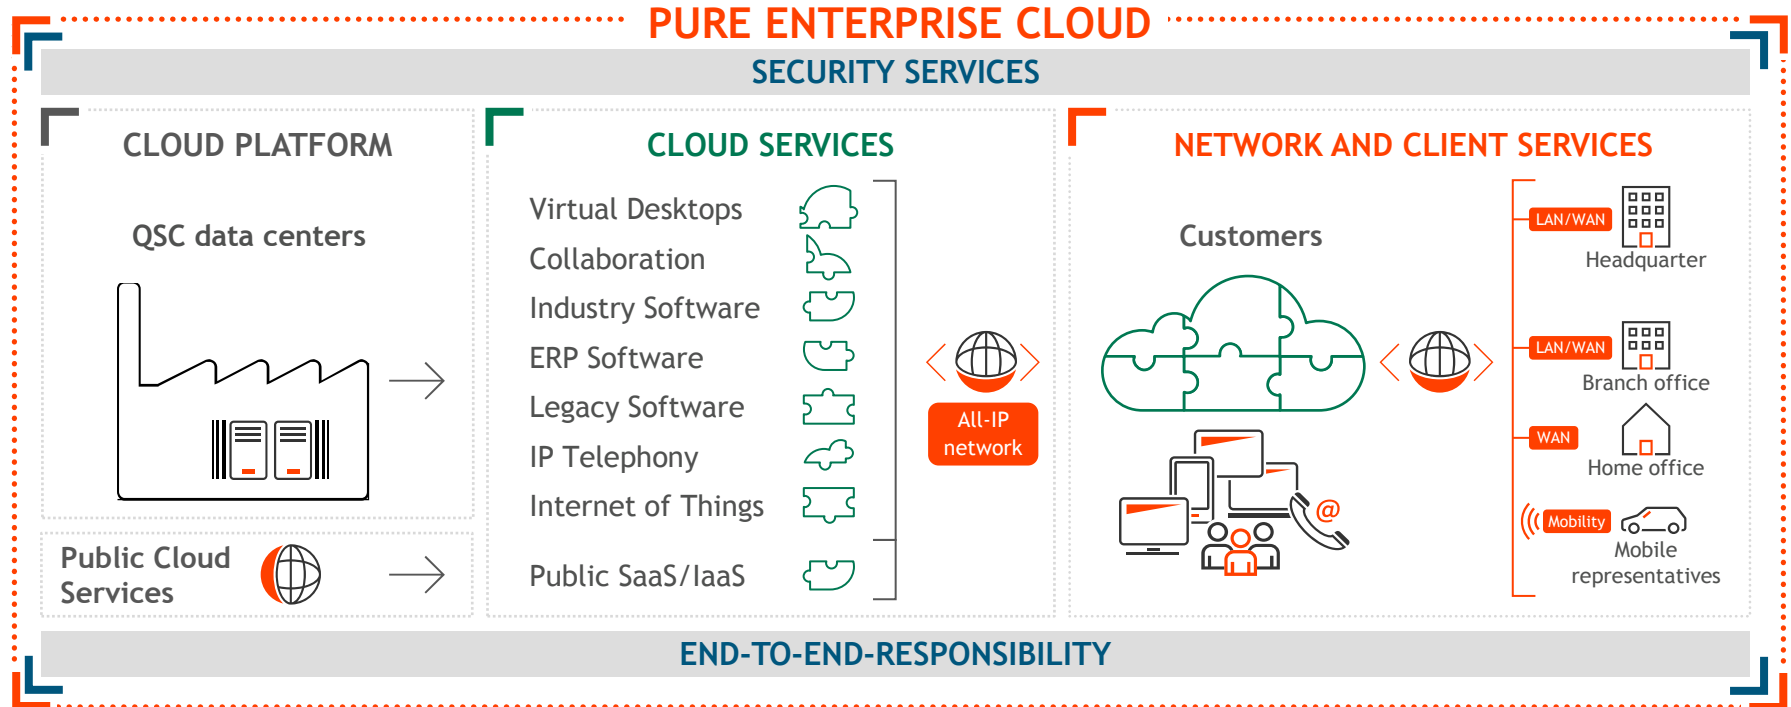 PURE ENTERPRISE CLOUD
SECURITY SERVICES
CLOUD PLATFORM
QSC data centers
Public Cloud
Services
CLOUD SERVICES
Virtual Desktops
Collaboration
Industry Software
ERP Software
Legacy Software
IP Telephony
Internet of Things
Public SaaS/IaaS
All-IP
network
NETWORK AND CLIENT SERVICES
Customers
@
LAN/WAN
Headquarter
LAN/WAN
Branch office
WAN
Home office
Mobility
Mobile
representatives
END-TO-END-RESPONSIBILITY